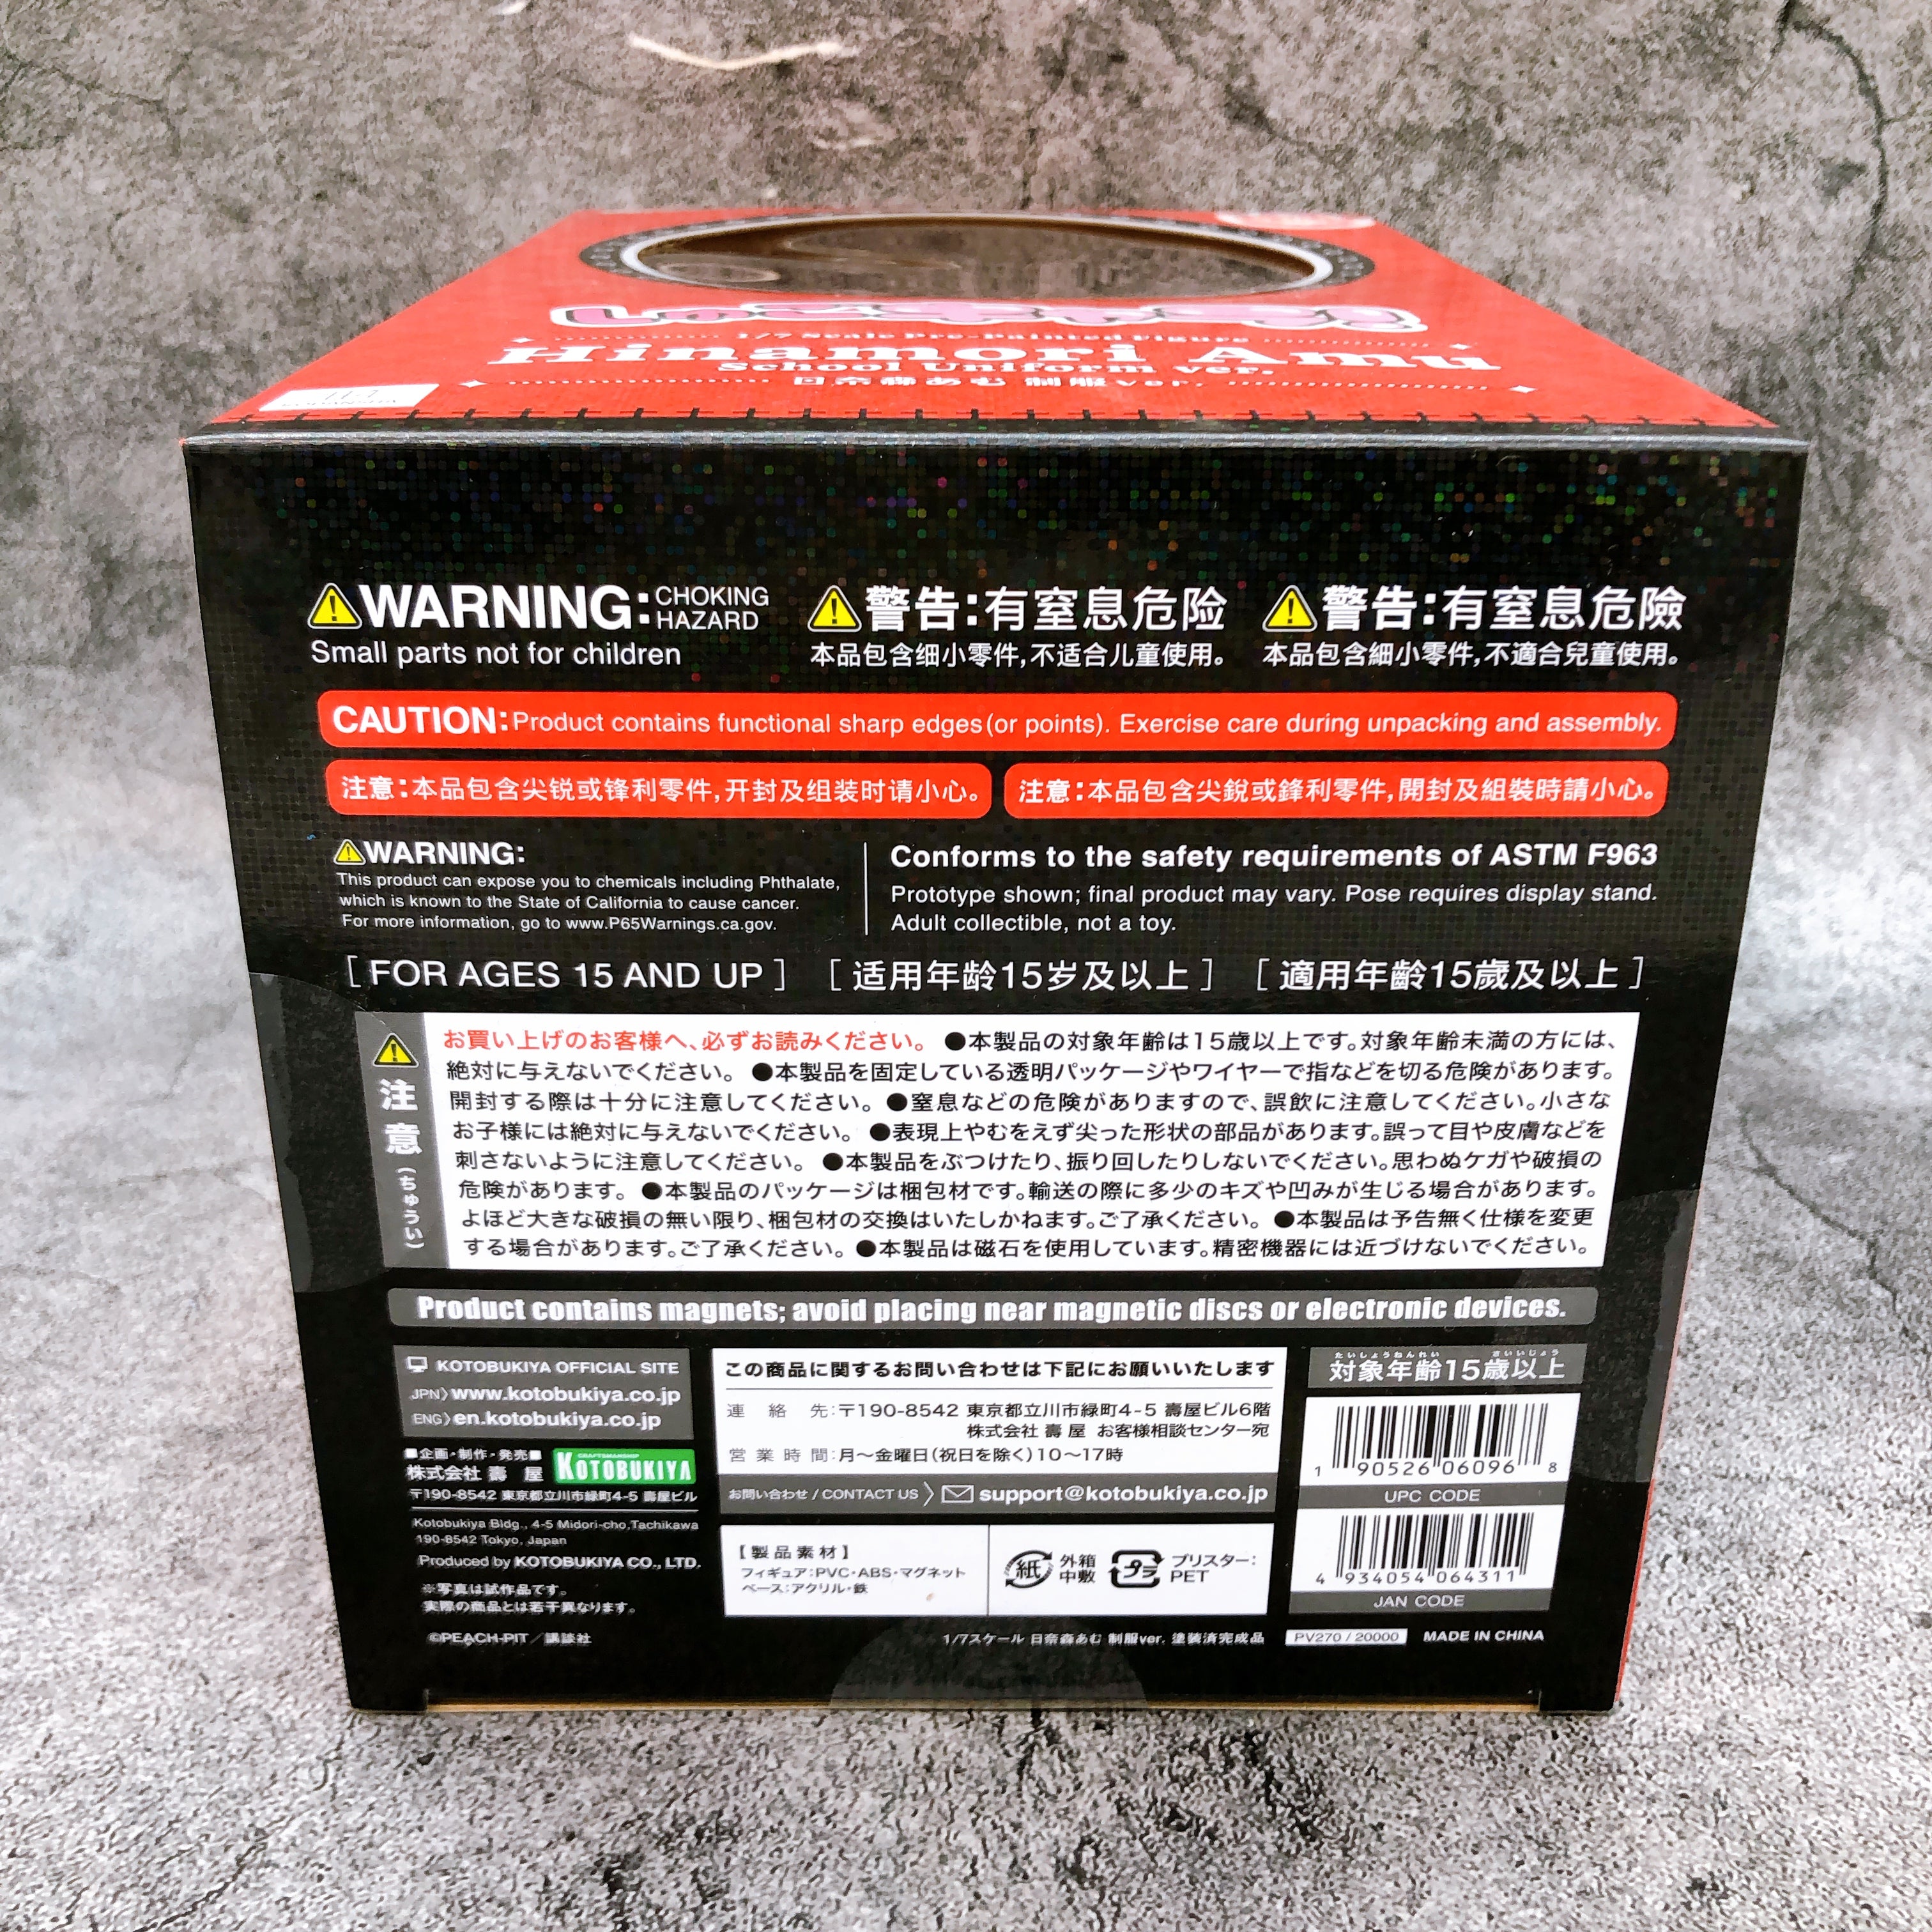 しゅごキャラ!
1/7 Scale Pre-Painted Figure
Hinamori Amu
School Uniform ver.
日奈森あむ 制服ver.
WARNING: CHOKING HAZARD
Small parts not for children
警告:有窒息危险
本品包含细小零件,不适合儿童使用。
警告:有窒息危險
本品包含細小零件,不適合兒童使用。
CAUTION:Product contains functional sharp edges(or points). Exercise care during unpacking and assembly.
注意:本品包含尖锐或锋利零件,开封及组装时请小心。
注意:本品包含尖銳或鋒利零件,開封及組裝時請小心。
WARNING:
This product can expose you to chemicals including Phthalate,
which is known to the State of California to cause cancer.
For more information, go to www.P65Warnings.ca.gov.
Conforms to the safety requirements of ASTM F963
Prototype shown; final product may vary. Pose requires display stand.
Adult collectible, not a toy.
[ FOR AGES 15 AND UP ] [ 适用年龄15岁及以上 ] [ 適用年齡15歲及以上 ]
注意(ちゅうい)
お買い上げのお客様へ、必ずお読みください。 ●本製品の対象年齢は15歳以上です。対象年齢未満の方には、
絶対に与えないでください。 ●本製品を固定している透明パッケージやワイヤーで指などを切る危険があります。
開封する際は十分に注意してください。 ●窒息などの危険がありますので、誤飲に注意してください。小さな
お子様には絶対に与えないでください。 ●表現上やむをえず尖った形状の部品があります。誤って目や皮膚などを
刺さないように注意してください。 ●本製品をぶつけたり、振り回したりしないでください。思わぬケガや破損の
危険があります。 ●本製品のパッケージは梱包材です。輸送の際に多少のキズや凹みが生じる場合があります。
よほど大きな破損の無い限り、梱包材の交換はいたしかねます。ご了承ください。 ●本製品は予告無く仕様を変更
する場合があります。ご了承ください。 ●本製品は磁石を使用しています。精密機器には近づけないでください。
Product contains magnets; avoid placing near magnetic discs or electronic devices.
KOTOBUKIYA OFFICIAL SITE
JPN〉www.kotobukiya.co.jp
ENG〉en.kotobukiya.co.jp
■企画・制作・発売■
株式会社 壽 屋
CRAFTSMANSHIP
KOTOBUKIYA
〒190-8542 東京都立川市緑町4-5 壽屋ビル
Kotobukiya Bldg., 4-5 Midori-cho,Tachikawa
190-8542 Tokyo, Japan
Produced by KOTOBUKIYA CO., LTD.
※写真は試作品です。
実際の商品とは若干異なります。
©PEACH-PIT／講談社
この商品に関するお問い合わせは下記にお願いいたします
連絡先:〒190-8542 東京都立川市緑町4-5 壽屋ビル6階
株式会社 壽 屋 お客様相談センター宛
営業時間:月～金曜日(祝日を除く)10～17時
お問い合わせ / CONTACT US 〉 support@kotobukiya.co.jp
【製品素材】
フィギュア:PVC・ABS・マグネット
ベース:アクリル・鉄
紙 外箱
中敷
プラ ブリスター:
PET
たいしょうねんれい さいいじょう
対象年齢15歳以上
1 90526 06096 8
UPC CODE
4 934054 064311
JAN CODE
1/7スケール 日奈森あむ 制服ver. 塗装済完成品
PV270 / 20000
MADE IN CHINA